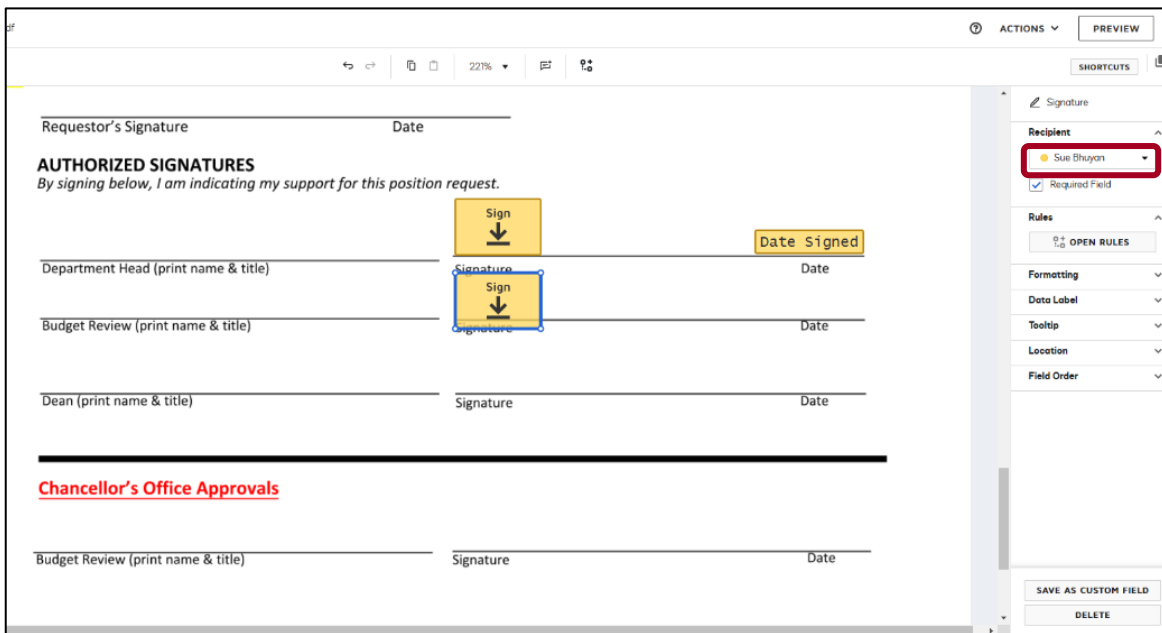 df
ACTIONS PREVIEW
221% SHORTCUTS
Signature
Requestor's Signature Date
Recipient
AUTHORIZED SIGNATURES
By signing below, I am indicating my support for this position request.
Sue Bhuyan
Required Field
Sign
Rules
Date Signed
OPEN RULES
Department Head (print name & title) Signature Date
Formatting
Sign
Data Label
Budget Review (print name & title) Signature Date
Tooltip
Location
Field Order
Dean (print name & title) Signature Date
Chancellor's Office Approvals
Budget Review (print name & title) Signature Date
SAVE AS CUSTOM FIELD
DELETE